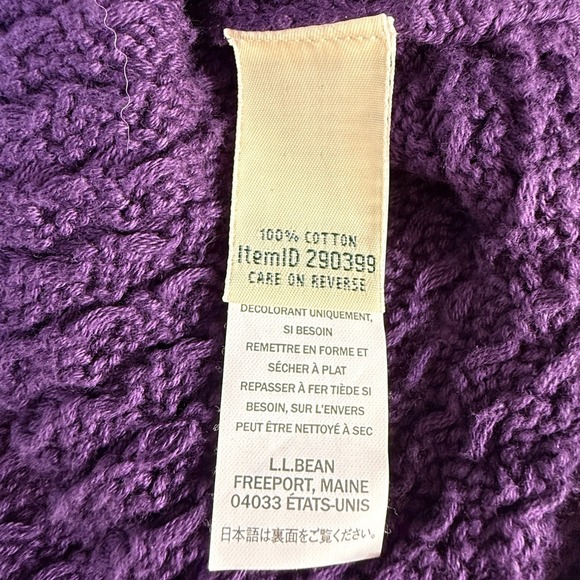 100% COTTON
ItemID 290399
CARE ON REVERSE
DÉCOLORANT UNIQUEMENT,
SI BESOIN
REMETTRE EN FORME ET
SÉCHER À PLAT
REPASSER À FER TIÈDE SI
BESOIN, SUR L'ENVERS
PEUT ÊTRE NETTOYÉ À SEC
L.L.BEAN
FREEPORT, MAINE
04033 ÉTATS-UNIS
日本語は裏面をご覧ください。